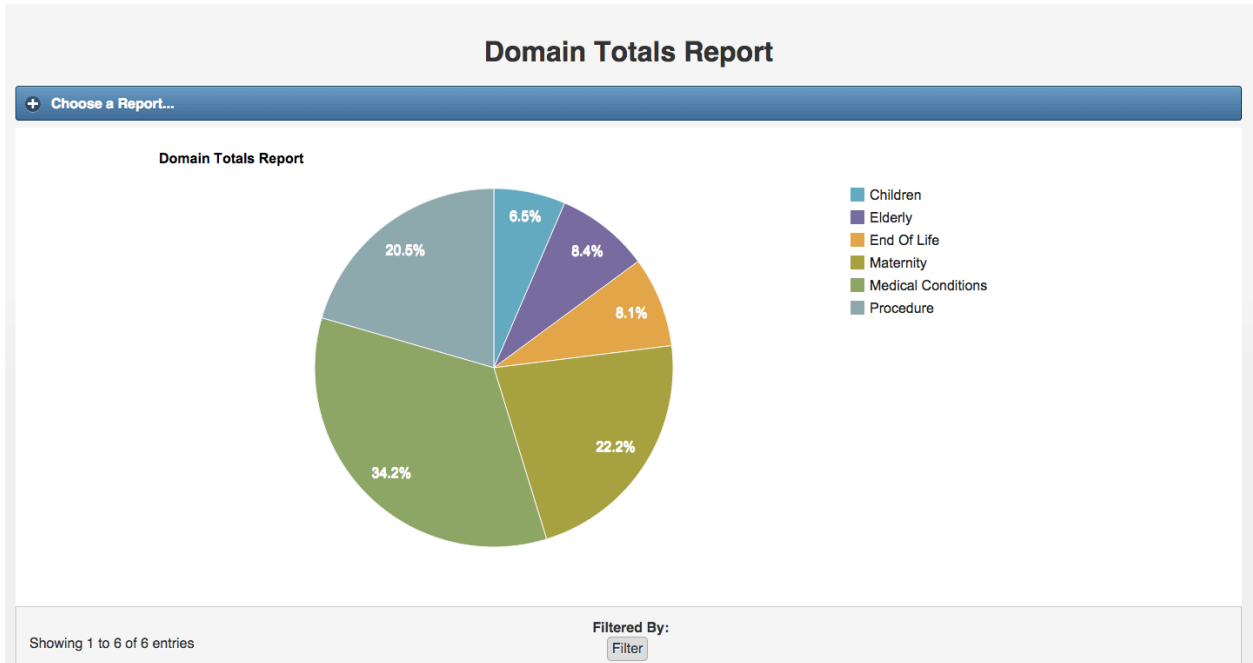 Domain Totals Report
Choose a Report...
Domain Totals Report
6.5%
8.4%
8.1%
22.2%
34.2%
20.5%
Children
Elderly
End Of Life
Maternity
Medical Conditions
Procedure
Showing 1 to 6 of 6 entries
Filtered By:
Filter